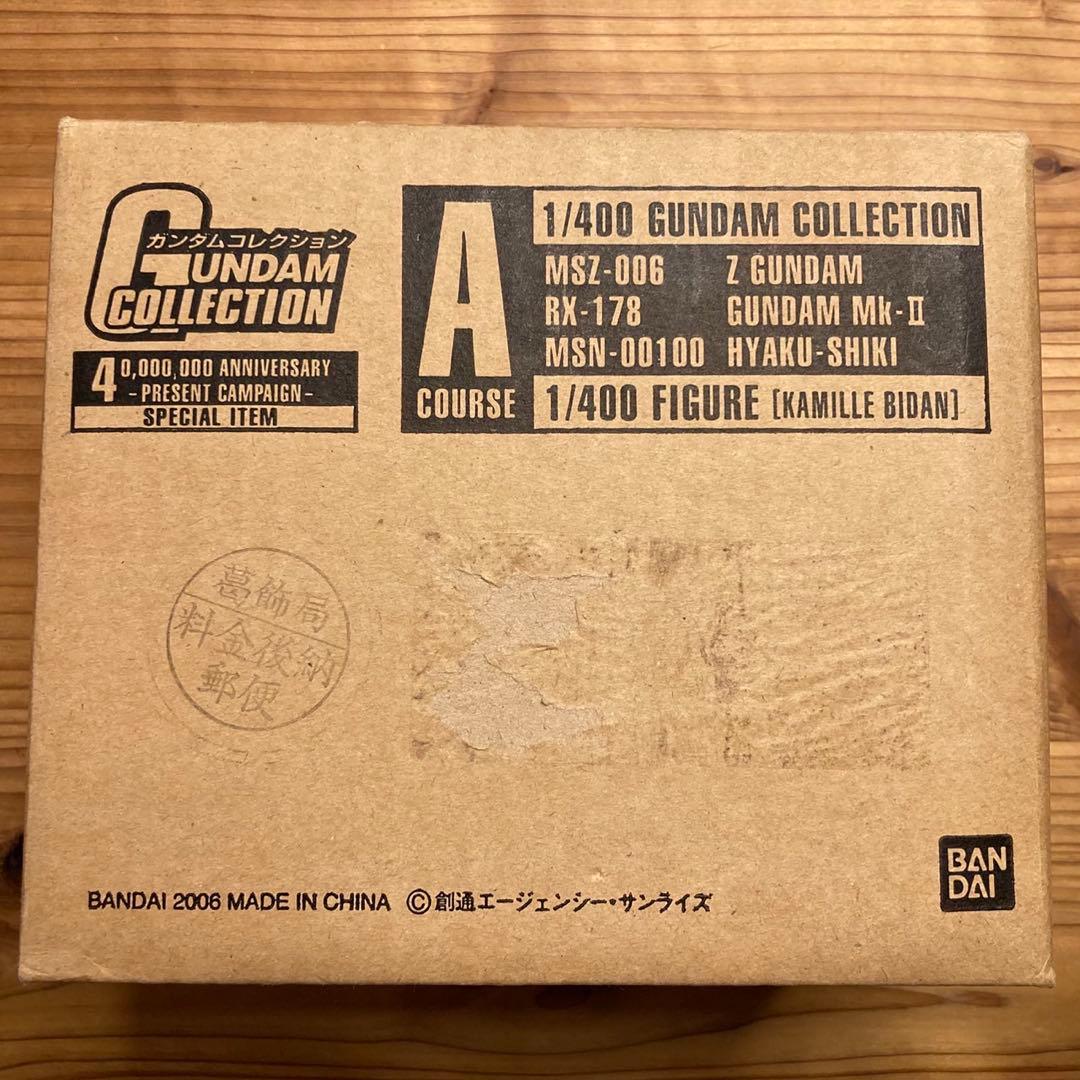 ガンダムコレクション
GUNDAM
COLLECTION
40,000,000 ANNIVERSARY
- PRESENT CAMPAIGN -
SPECIAL ITEM
A
COURSE
1/400 GUNDAM COLLECTION
MSZ-006 Z GUNDAM
RX-178 GUNDAM Mk-II
MSN-00100 HYAKU-SHIKI
1/400 FIGURE [KAMILLE BIDAN]
葛飾局
料金後納
郵便
BANDAI 2006 MADE IN CHINA ©創通エージェンシー・サンライズ
BAN
DAI